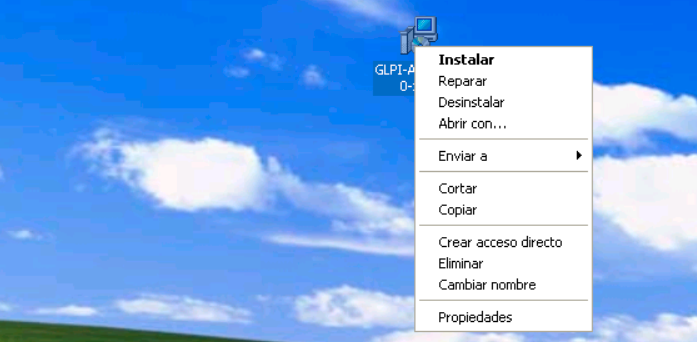 GLPI-A
0-
Instalar
Reparar
Desinstalar
Abrir con...
Enviar a
Cortar
Copiar
Crear acceso directo
Eliminar
Cambiar nombre
Propiedades